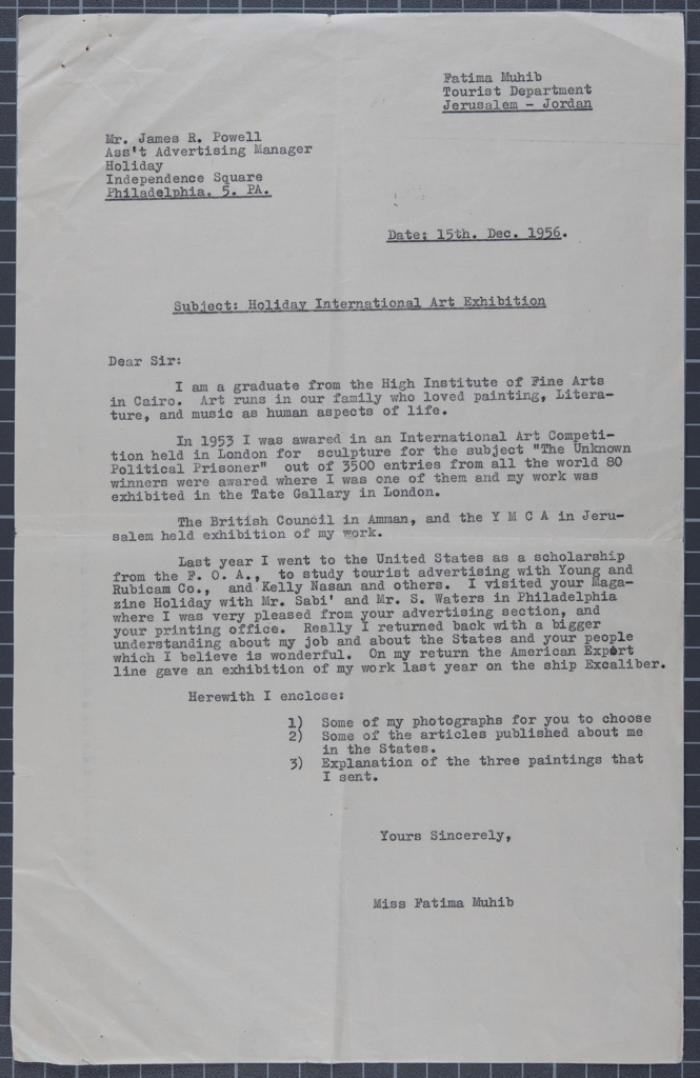 Fatima Muhib
Tourist Department
Jerusalem - Jordan
Mr. James R. Powell
Ass't Advertising Manager
Holiday
Independence Square
Philadelphia. 5. PA.
Date: 15th. Dec. 1956.
Subject: Holiday International Art Exhibition
Dear Sir:
I am a graduate from the High Institute of Fine Arts
in Cairo. Art runs in our family who loved painting, Litera-
ture, and music as human aspects of life.
In 1953 I was awared in an International Art Competi-
tion held in London for sculpture for the subject "The Unknown
Political Prisoner" out of 3500 entries from all the world 80
winners were awared where I was one of them and my work was
exhibited in the Tate Gallary in London.
The British Council in Amman, and the Y M C A in Jeru-
salem held exhibition of my work.
Last year I went to the United States as a scholarship
from the F. O. A., to study tourist advertising with Young and
Rubicam Co., and Kelly Nasan and others. I visited your Maga-
zine Holiday with Mr. Sabi' and Mr. S. Waters in Philadelphia
where I was very pleased from your advertising section, and
your printing office. Really I returned back with a bigger
understanding about my job and about the States and your people
which I believe is wonderful. On my return the American Export
line gave an exhibition of my work last year on the ship Excaliber.
Herewith I enclose:
1) Some of my photographs for you to choose
2) Some of the articles published about me
in the States.
3) Explanation of the three paintings that
I sent.
Yours Sincerely,
Miss Fatima Muhib